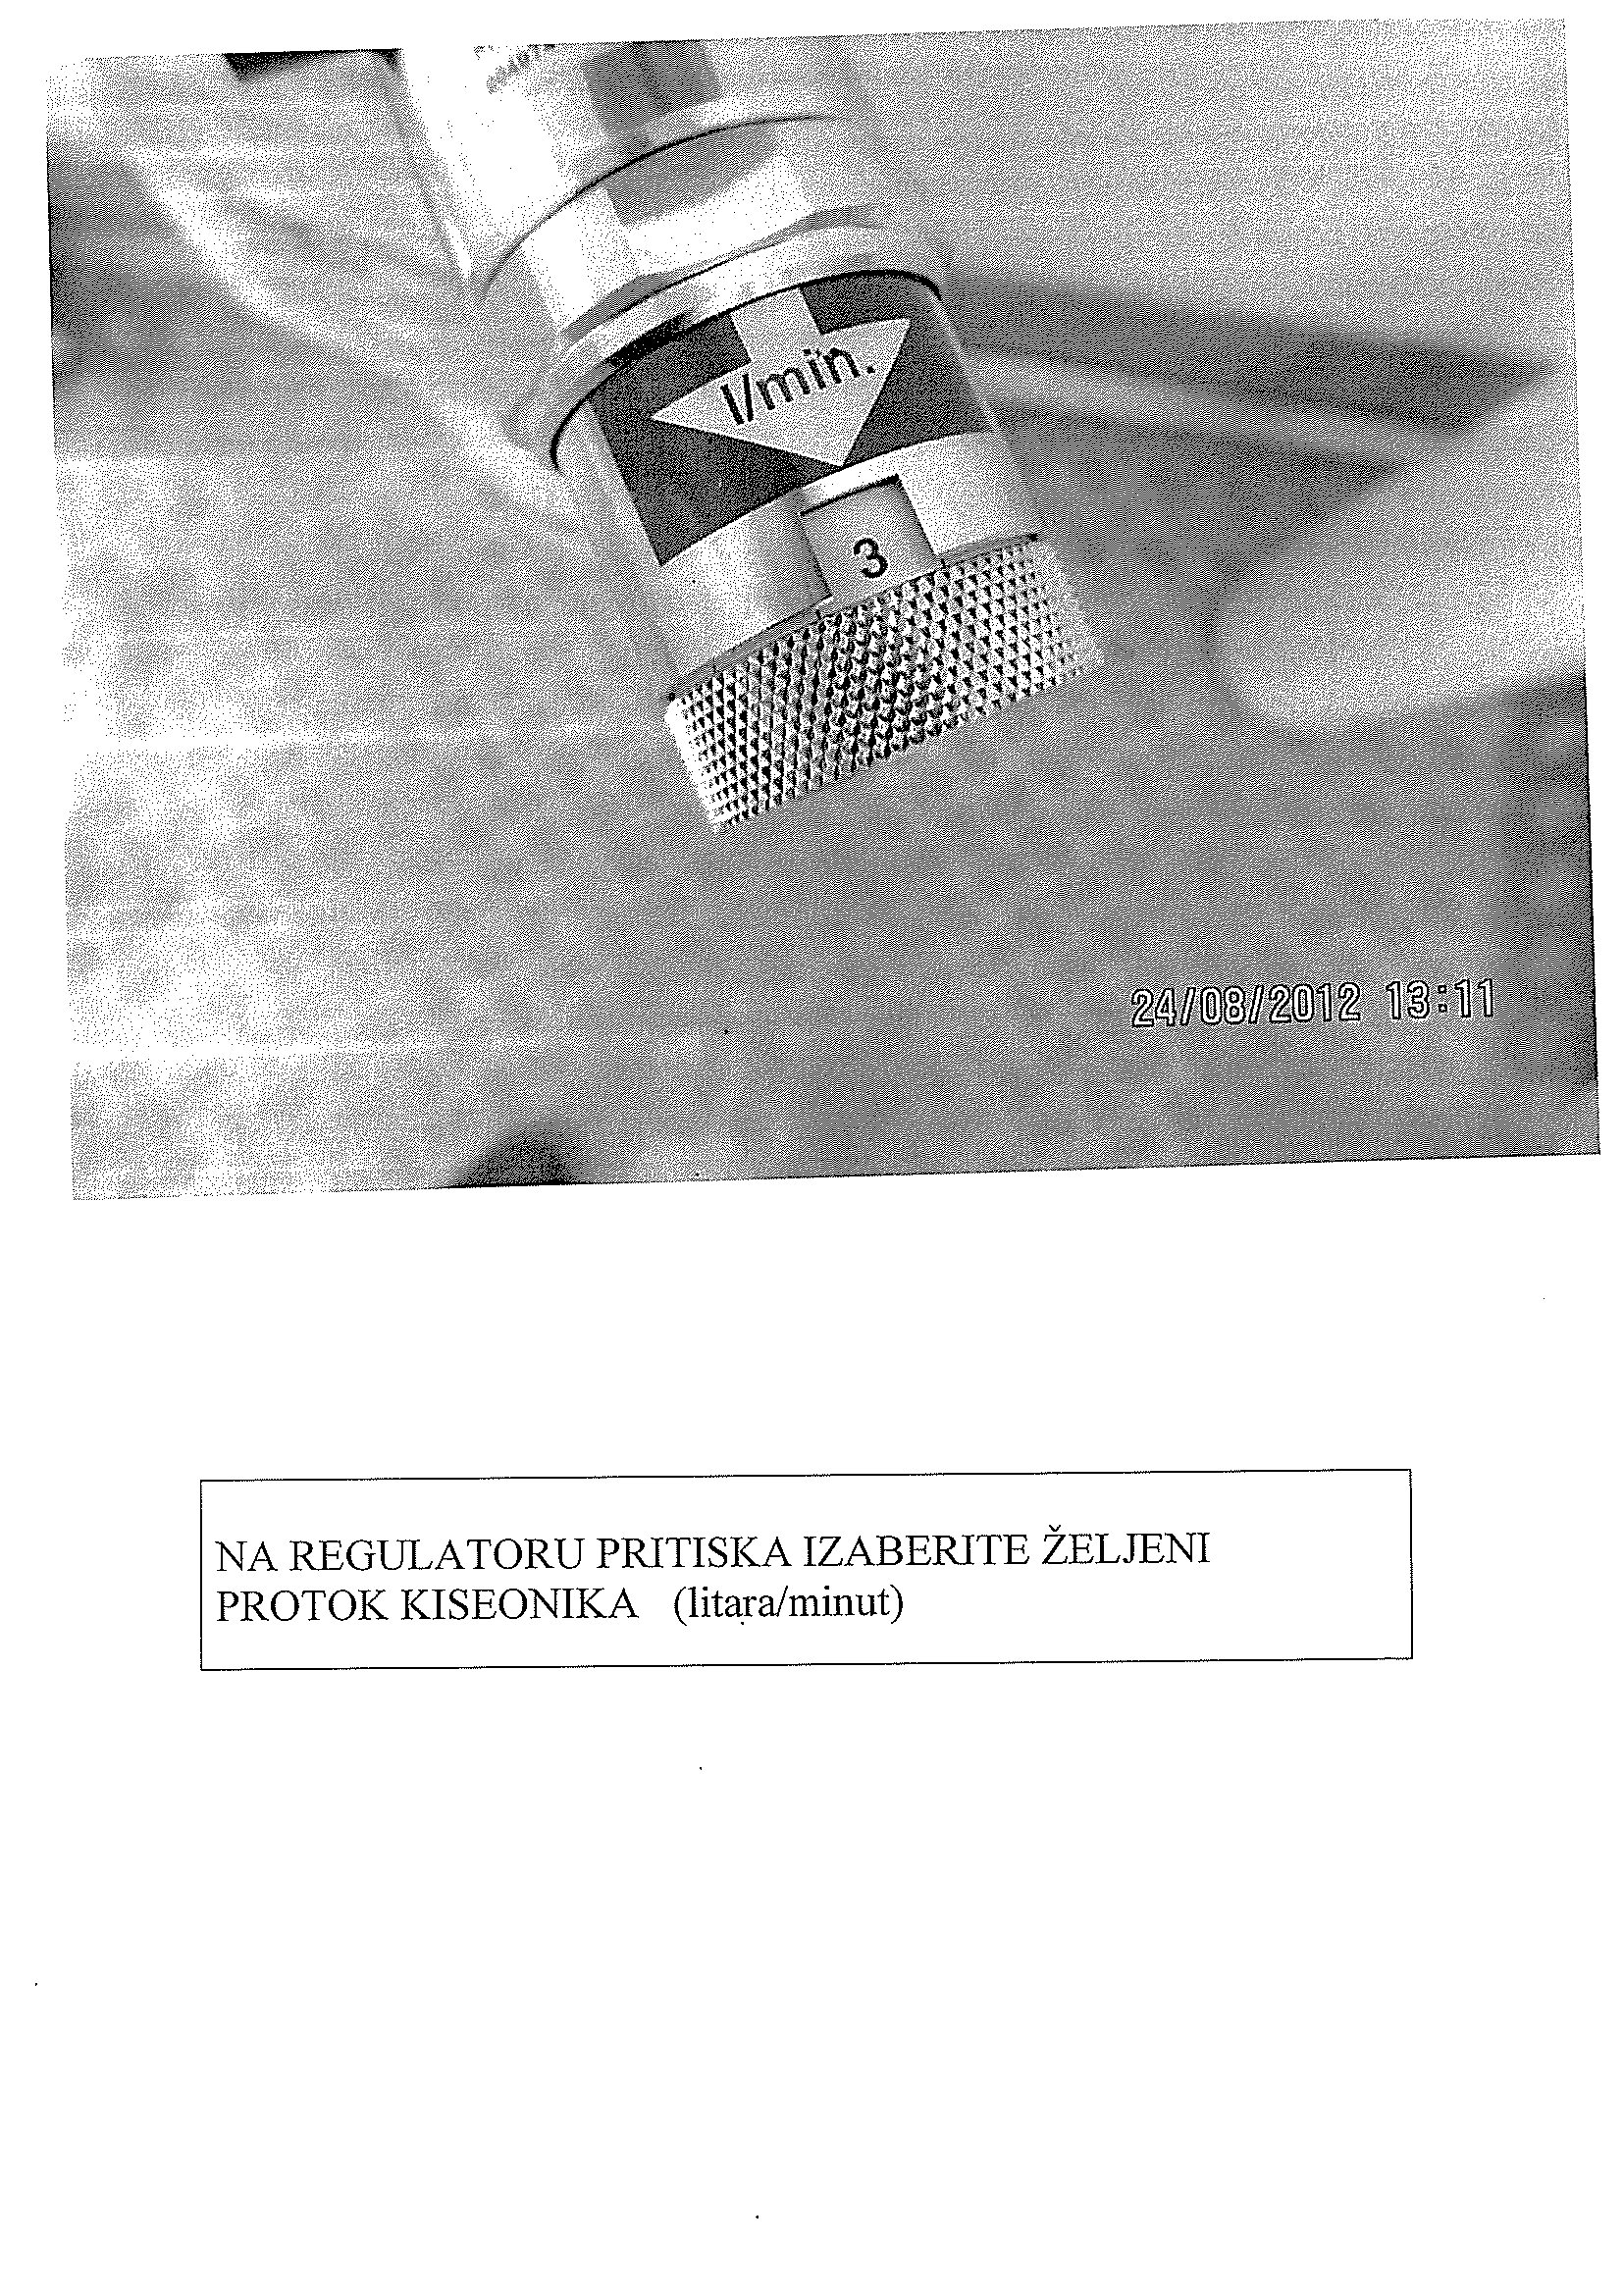 l/min.
3
24/08/2012 13:11
NA REGULATORU PRITISKA IZABERITE ŽELJENI
PROTOK KISEONIKA (litara/minut)